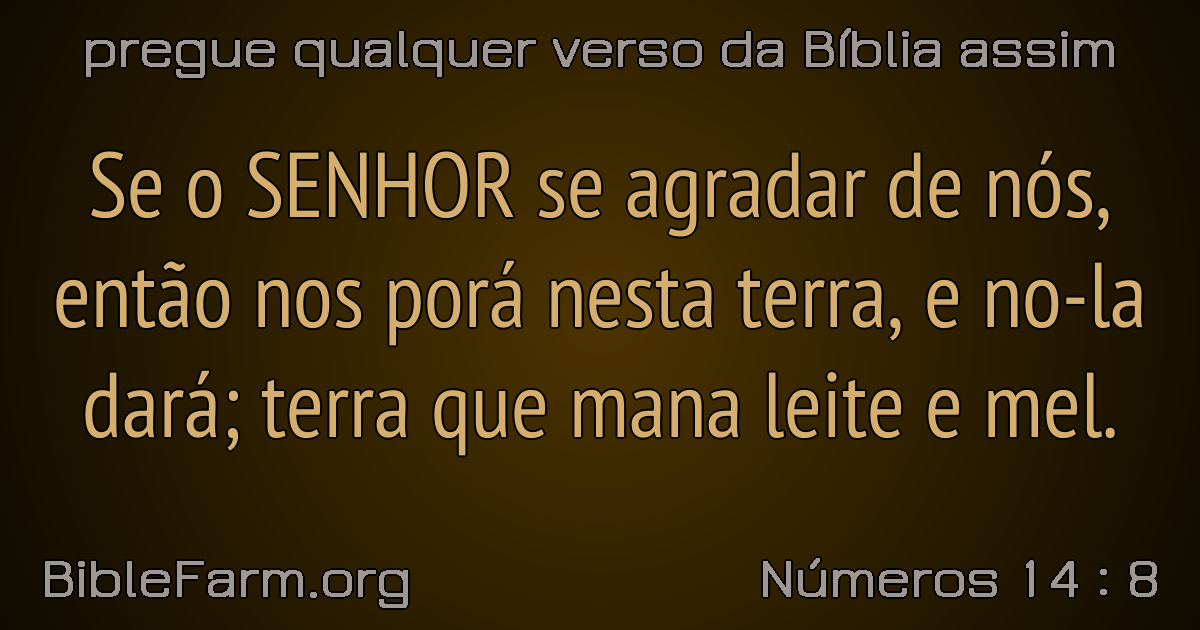 pregue qualquer verso da Bíblia assim
Se o SENHOR se agradar de nós,
então nos porá nesta terra, e no-la
dará; terra que mana leite e mel.
BibleFarm.org
Números 14 : 8